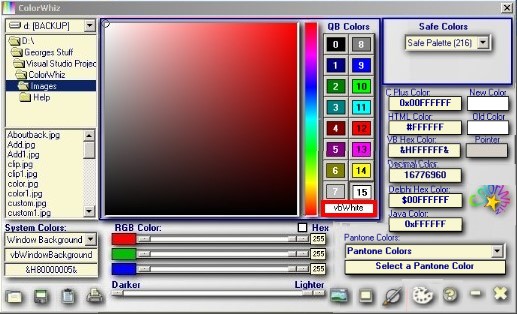 ColorWhiz
d: [BACKUP]
D:\
Georges Stuff
Visual Studio Projec
ColorWhiz
Images
Help
Aboutback.jpg
Add.jpg
Add1.jpg
clip.jpg
clip1.jpg
color.jpg
color1.jpg
custom.jpg
custom1.jpg
QB Colors
0 8
1 9
2 10
3 11
4 12
5 13
6 14
7 15
vbWhite
Safe Colors
Safe Palette (216)
C Plus Color: New Color
0x00FFFFFF
HTML Color: Old Color
#FFFFFF
VB Hex Color: Pointer
&HFFFFFF&
Decimal Color:
16776960
Delphi Hex Color:
$00FFFFFF
Java Color:
0xFFFFFF
System Colors:
Window Background
vbWindowBackground
&H80000005&
RGB Color: Hex
255
255
255
Darker Lighter
Pantone Colors:
Pantone Colors
Select a Pantone Color